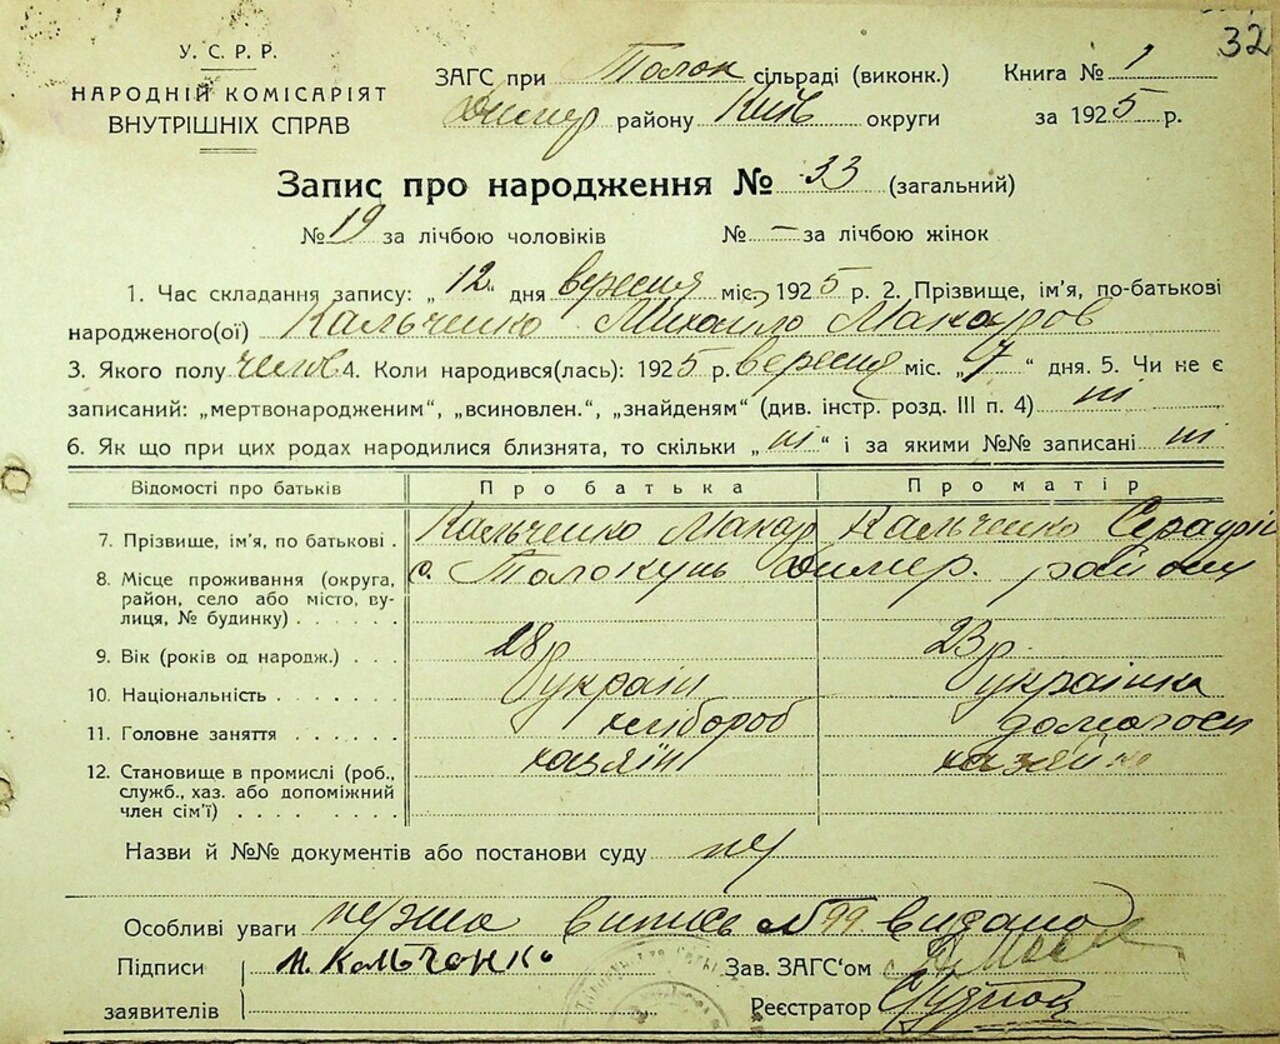 32
У. С. Р. Р.
НАРОДНІЙ КОМІСАРІЯТ
ВНУТРІШНІХ СПРАВ
ЗАГС при Толок сільраді (виконк.)
Димер району Київ округи
Книга № 1
за 1925 р.
Запис про народження № 33 (загальний)
№ 19 за лічбою чоловіків № — за лічбою жінок
1. Час складання запису: „12" дня вересня міс. 1925 р. 2. Прізвище, ім'я, по-батькові
народженого(ої) Кальченко Михайло Макаров
3. Якого полу чолов 4. Коли народився(лась): 1925 р. вересня міс. „7" дня. 5. Чи не є
записаний: „мертвонародженим", „всиновлен.", „знайденям" (див. інстр. розд. III п. 4) ні
6. Як що при цих родах народилися близнята, то скільки „ні" і за якими №№ записані ні
Відомості про батьків Про батька Про матір
7. Прізвище, ім'я, по батькові . Кальченко Макар Кальченко
8. Місце проживання (округа, район, село або місто, ву-лиця, № будинку) с. Толокунь Димер. району
9. Вік (років од народж.) 28 р 23 р.
10. Національність україн українка
11. Головне заняття хлібороб домогосп
12. Становище в промислі (роб., служб., хаз. або допоміжний член сім'ї) хазяїн хазяйка
Назви й №№ документів або постанови суду
Особливі уваги випись № 99 видано
Підписи М. Кальченко Зав. ЗАГС'ом
заявителів Реєстратор